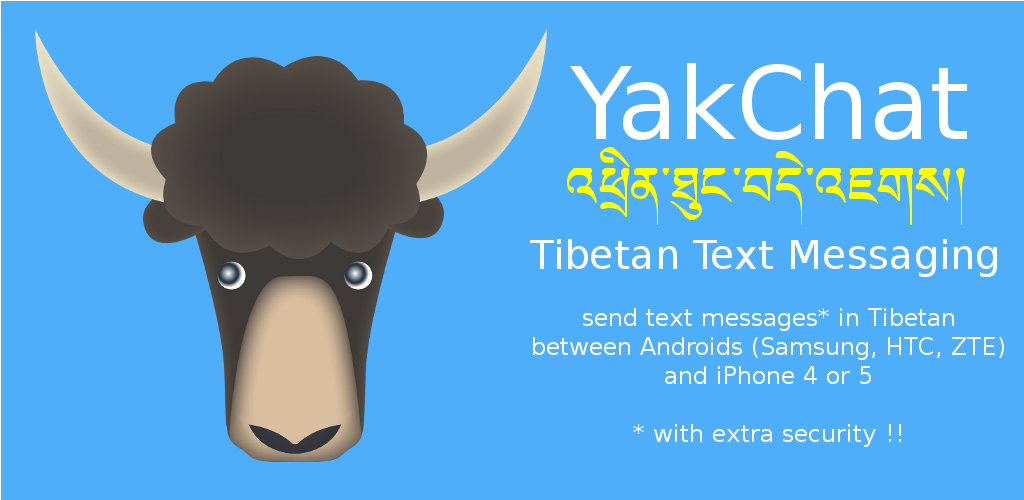 YakChat
འཕྲིན་ཐུང་བདེ་འཇགས།
Tibetan Text Messaging
send text messages* in Tibetan
between Androids (Samsung, HTC, ZTE)
and iPhone 4 or 5
* with extra security !!